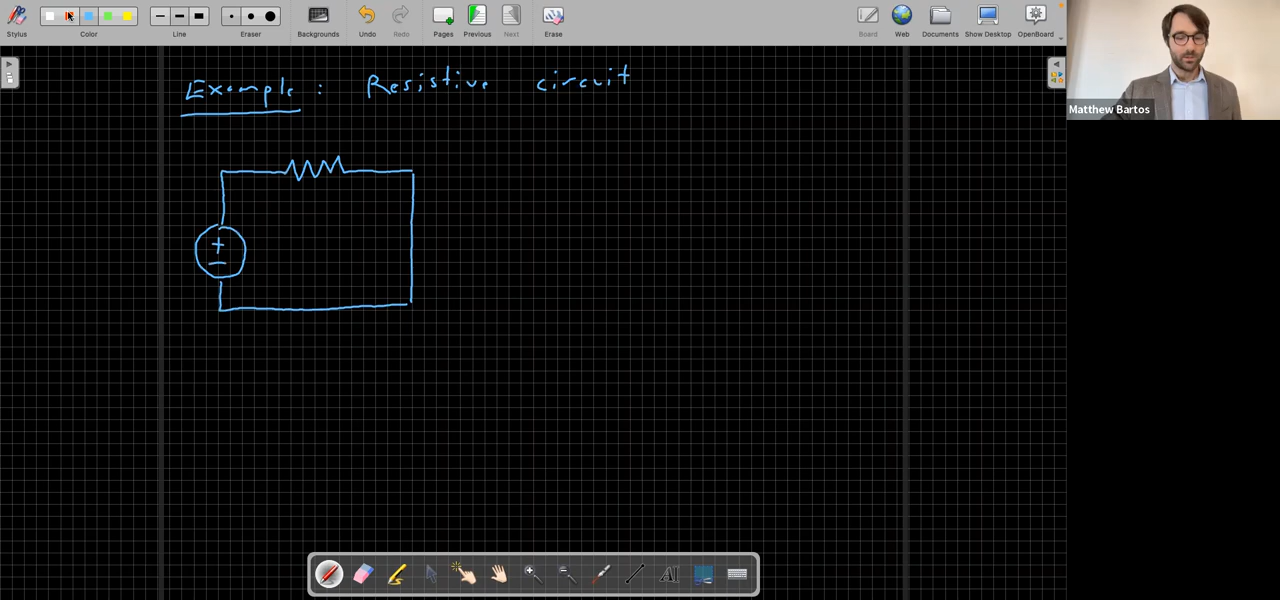 Stylus
Color
Line
Eraser
Backgrounds
Undo
Redo
Pages
Previous
Next
Erase
Board
Web
Documents
Show Desktop
OpenBoard
Matthew Bartos
Example : Resistive circuit
+
−
AI